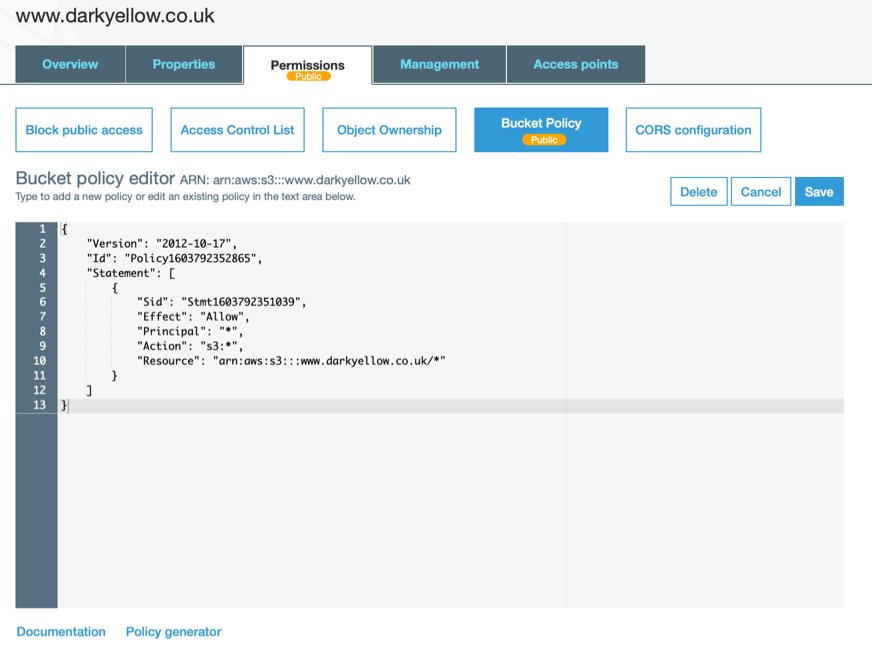 www.darkyellow.co.uk
Overview Properties Permissions Management Access points
Public
Block public access Access Control List Object Ownership Bucket Policy CORS configuration
Public
Bucket policy editor ARN: arn:aws:s3:::www.darkyellow.co.uk
Type to add a new policy or edit an existing policy in the text area below.
Delete Cancel Save
1 {
2 "Version": "2012-10-17",
3 "Id": "Policy1603792352865",
4 "Statement": [
5 {
6 "Sid": "Stmt1603792351039",
7 "Effect": "Allow",
8 "Principal": "*",
9 "Action": "s3:*",
10 "Resource": "arn:aws:s3:::www.darkyellow.co.uk/*"
11 }
12 ]
13 }
Documentation Policy generator